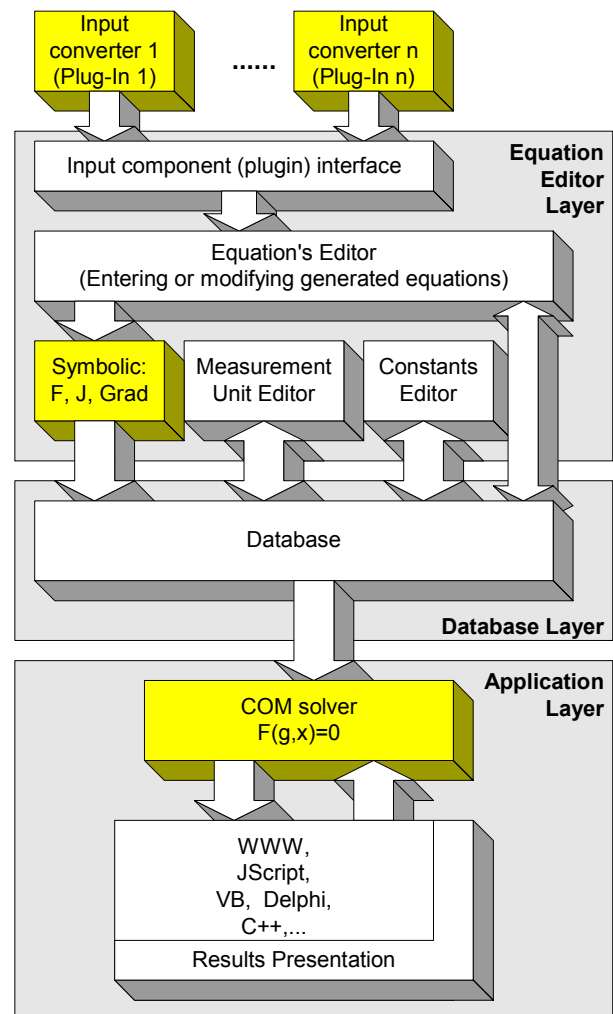 Input
converter 1
(Plug-In 1)
......
Input
converter n
(Plug-In n)
Input component (plugin) interface
Equation
Editor
Layer
Equation's Editor
(Entering or modifying generated equations)
Symbolic:
F, J, Grad
Measurement
Unit Editor
Constants
Editor
Database
Database Layer
Application
Layer
COM solver
F(g,x)=0
WWW,
JScript,
VB, Delphi,
C++,...
Results Presentation